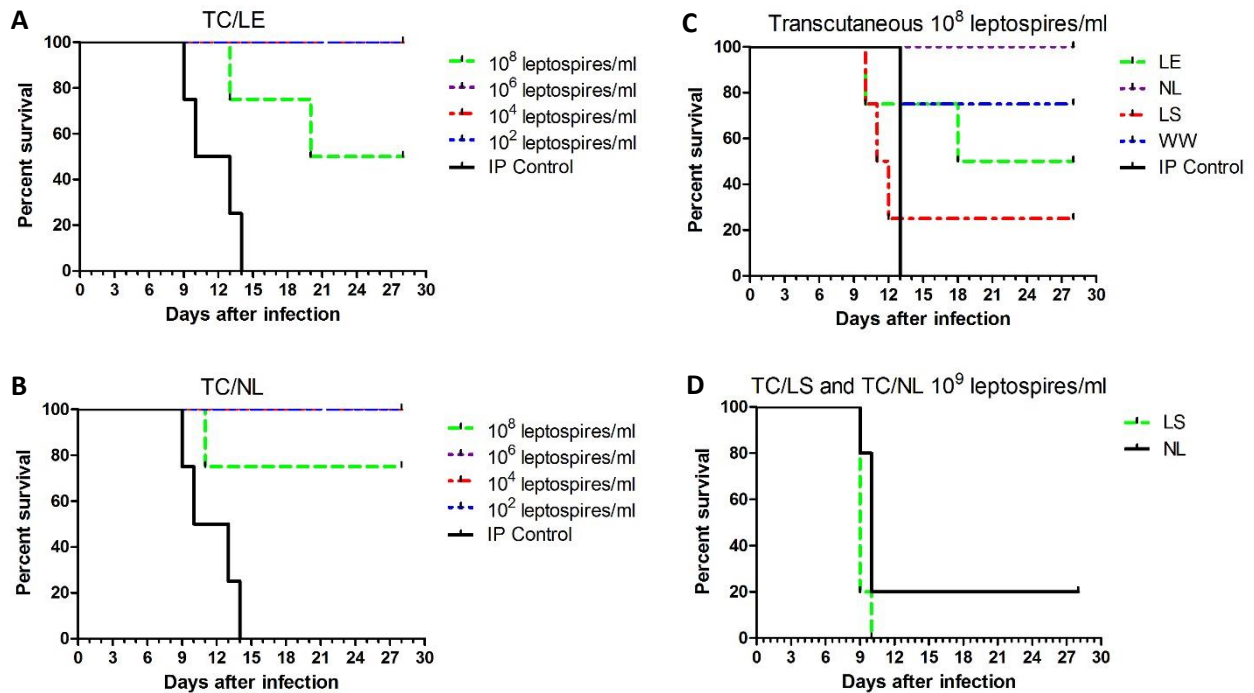 A
TC/LE
Percent survival
100
80
60
40
20
0
0 3 6 9 12 15 18 21 24 27 30
Days after infection
10⁸ leptospires/ml
10⁶ leptospires/ml
10⁴ leptospires/ml
10² leptospires/ml
IP Control
B
TC/NL
Percent survival
100
80
60
40
20
0
0 3 6 9 12 15 18 21 24 27 30
Days after infection
10⁸ leptospires/ml
10⁶ leptospires/ml
10⁴ leptospires/ml
10² leptospires/ml
IP Control
C
Transcutaneous 10⁸ leptospires/ml
Percent survival
100
80
60
40
20
0
0 3 6 9 12 15 18 21 24 27 30
Days after infection
LE
NL
LS
WW
IP Control
D
TC/LS and TC/NL 10⁹ leptospires/ml
Percent survival
100
80
60
40
20
0
0 3 6 9 12 15 18 21 24 27 30
Days after infection
LS
NL